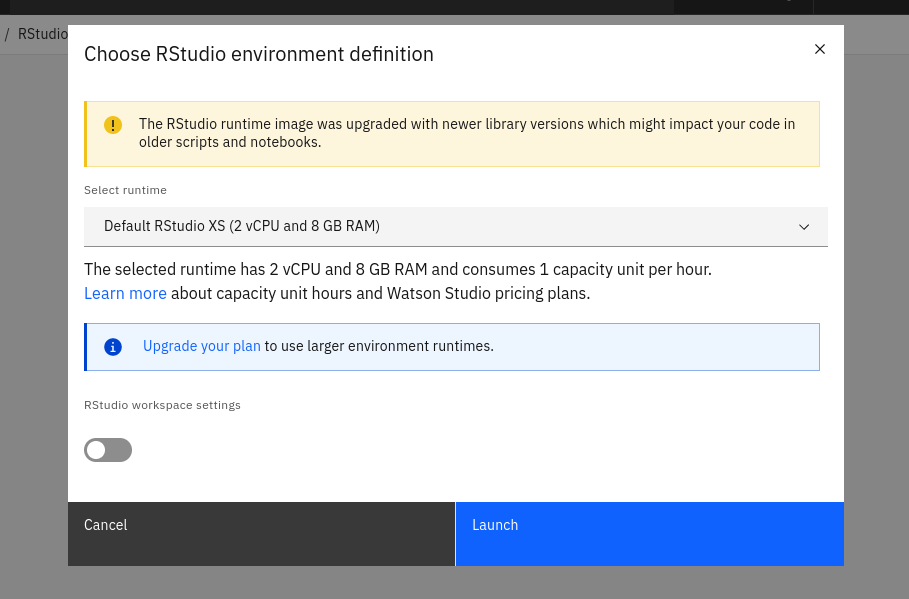 / RStudio
Choose RStudio environment definition
The RStudio runtime image was upgraded with newer library versions which might impact your code in
older scripts and notebooks.
Select runtime
Default RStudio XS (2 vCPU and 8 GB RAM)
The selected runtime has 2 vCPU and 8 GB RAM and consumes 1 capacity unit per hour.
Learn more about capacity unit hours and Watson Studio pricing plans.
Upgrade your plan to use larger environment runtimes.
RStudio workspace settings
Cancel
Launch